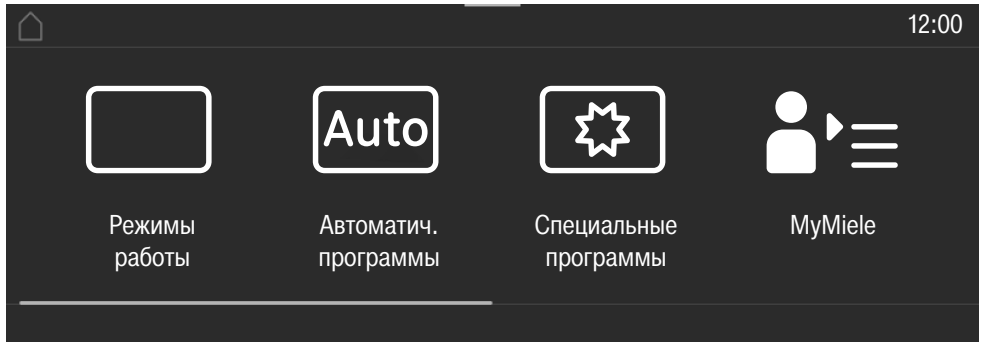 12:00
Auto
Режимы
работы
Автоматич.
программы
Специальные
программы
MyMiele